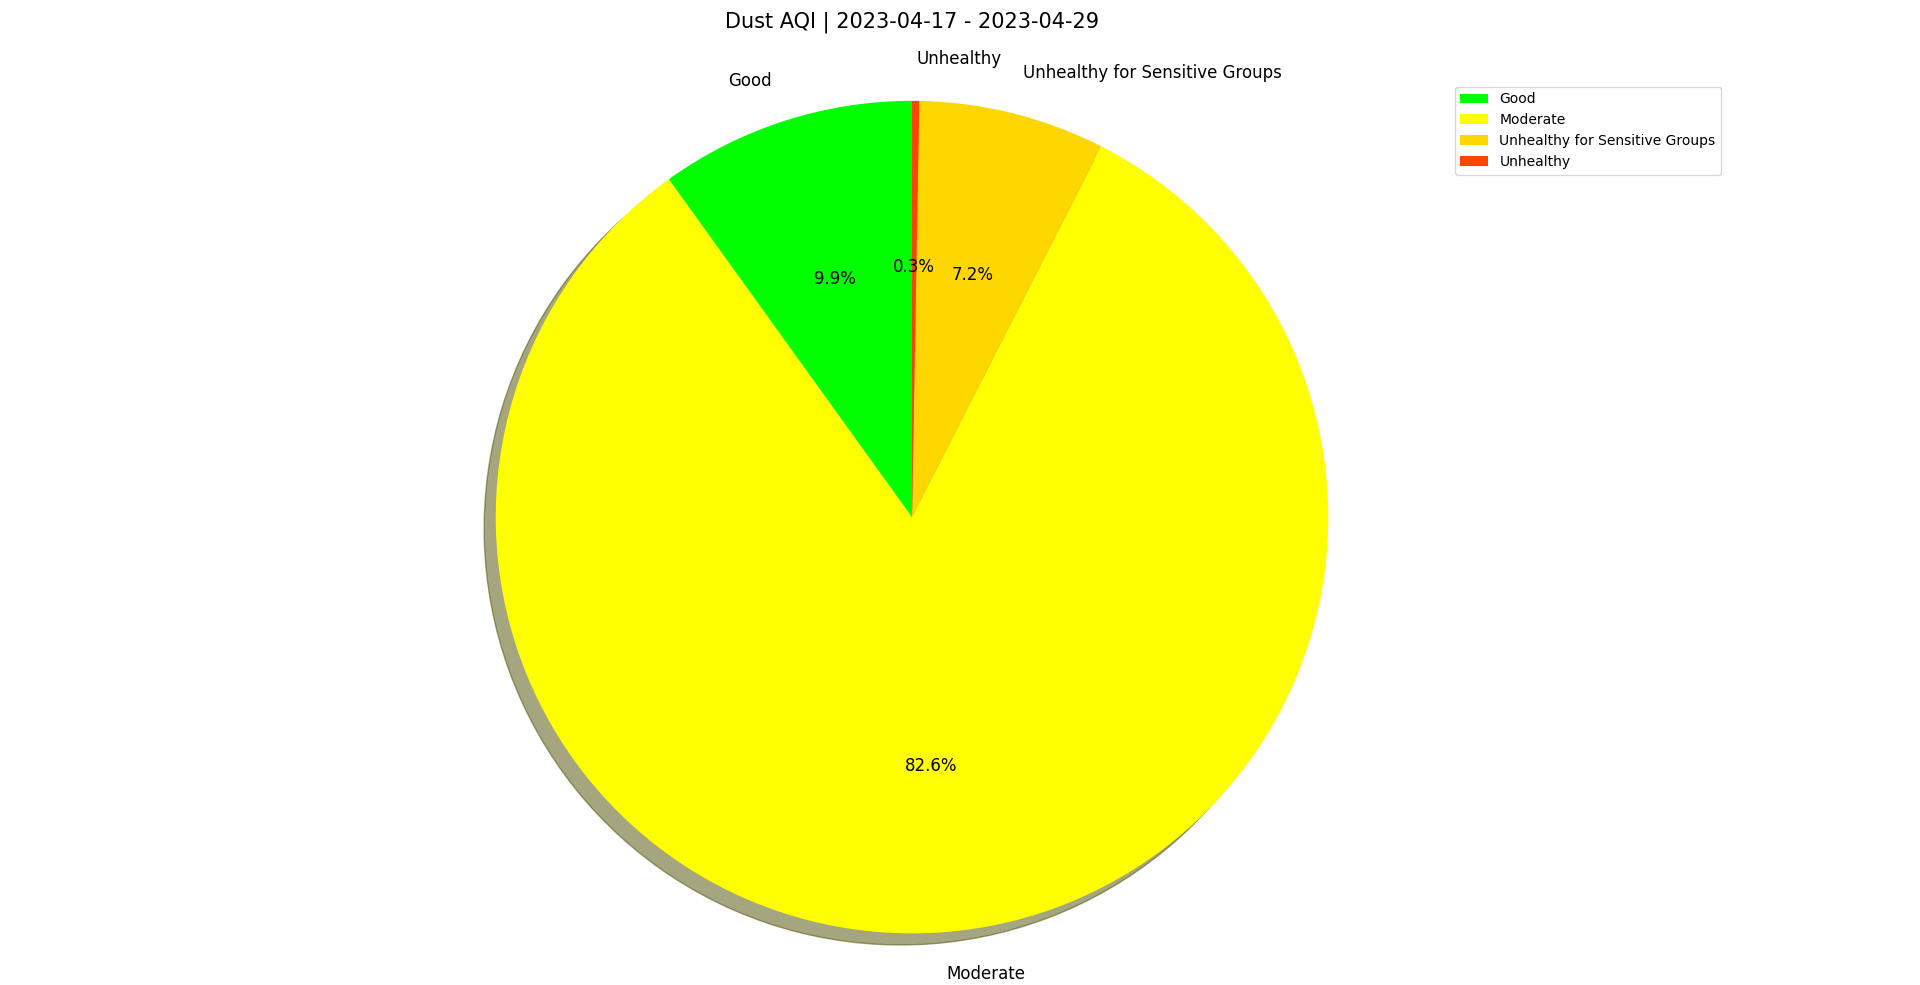 Dust AQI | 2023-04-17 - 2023-04-29
Unhealthy
Unhealthy for Sensitive Groups
Good
Good
Moderate
Unhealthy for Sensitive Groups
Unhealthy
9.9%
0.3%
7.2%
82.6%
Moderate